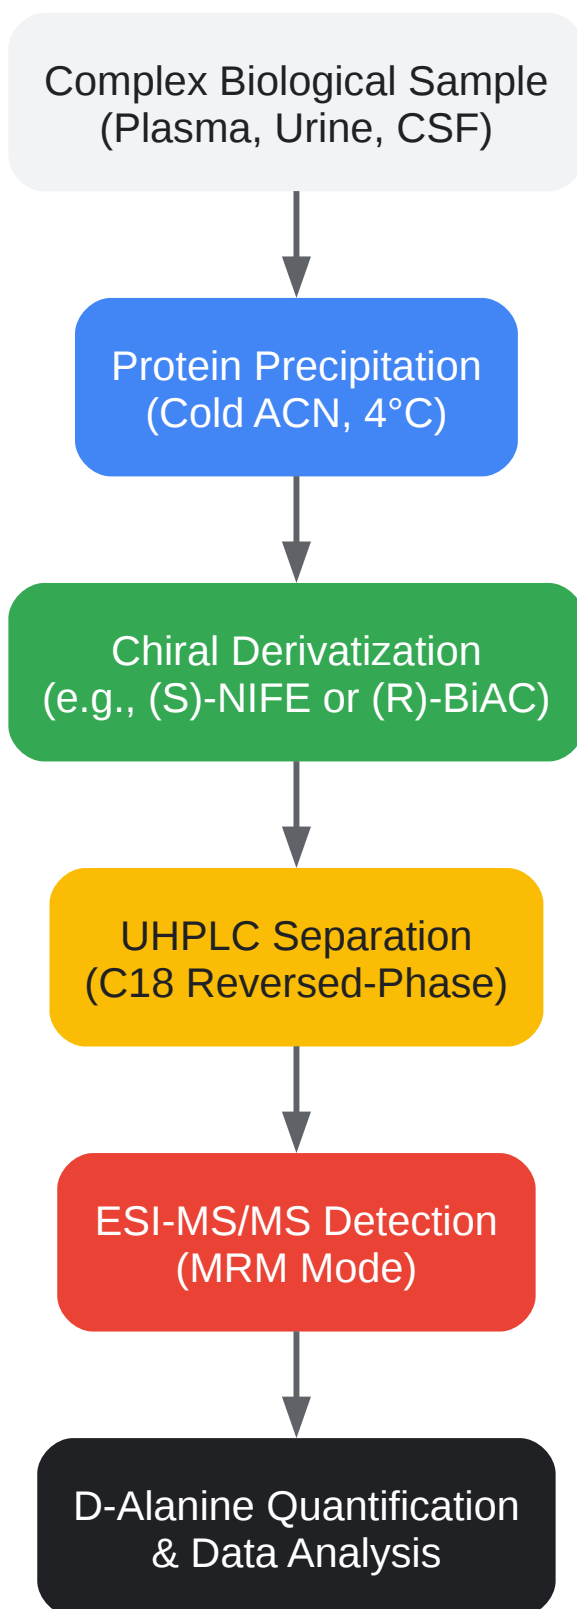 Complex Biological Sample
(Plasma, Urine, CSF)
Protein Precipitation
(Cold ACN, 4°C)
Chiral Derivatization
(e.g., (S)-NIFE or (R)-BiAC)
UHPLC Separation
(C18 Reversed-Phase)
ESI-MS/MS Detection
(MRM Mode)
D-Alanine Quantification
& Data Analysis